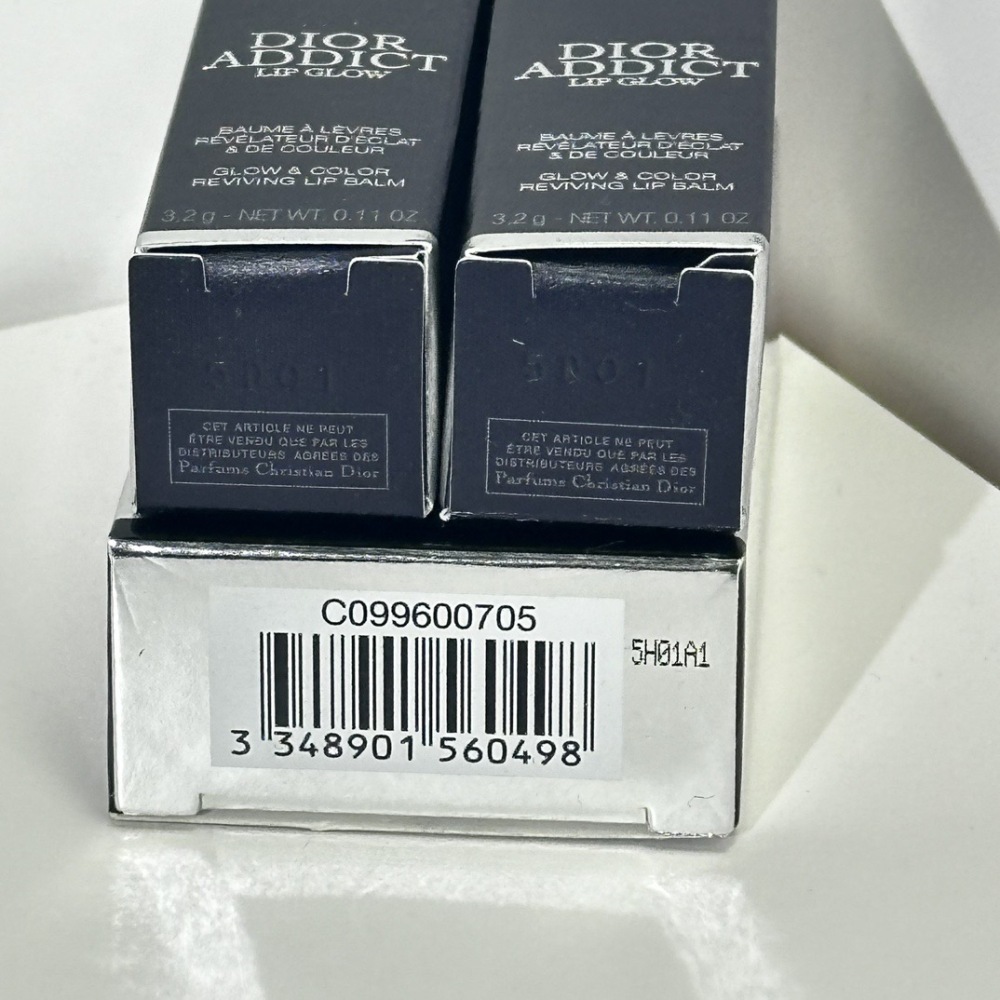 DIOR
ADDICT
LIP GLOW
BAUME À LÈVRES
RÉVÉLATEUR D'ÉCLAT
& DE COULEUR
GLOW & COLOR
REVIVING LIP BALM
3,2 g - NET WT. 0.11 OZ
5R01
CET ARTICLE NE PEUT
ÊTRE VENDU QUE PAR LES
DISTRIBUTEURS AGRÉÉS DES
Parfums Christian Dior
DIOR
ADDICT
LIP GLOW
BAUME À LÈVRES
RÉVÉLATEUR D'ÉCLAT
& DE COULEUR
GLOW & COLOR
REVIVING LIP BALM
3,2 g - NET WT. 0.11 OZ
CET ARTICLE NE PEUT
ÊTRE VENDU QUE PAR LES
DISTRIBUTEURS AGRÉÉS DES
Parfums Christian Dior
C099600705
5H01A1
3 348901 560498